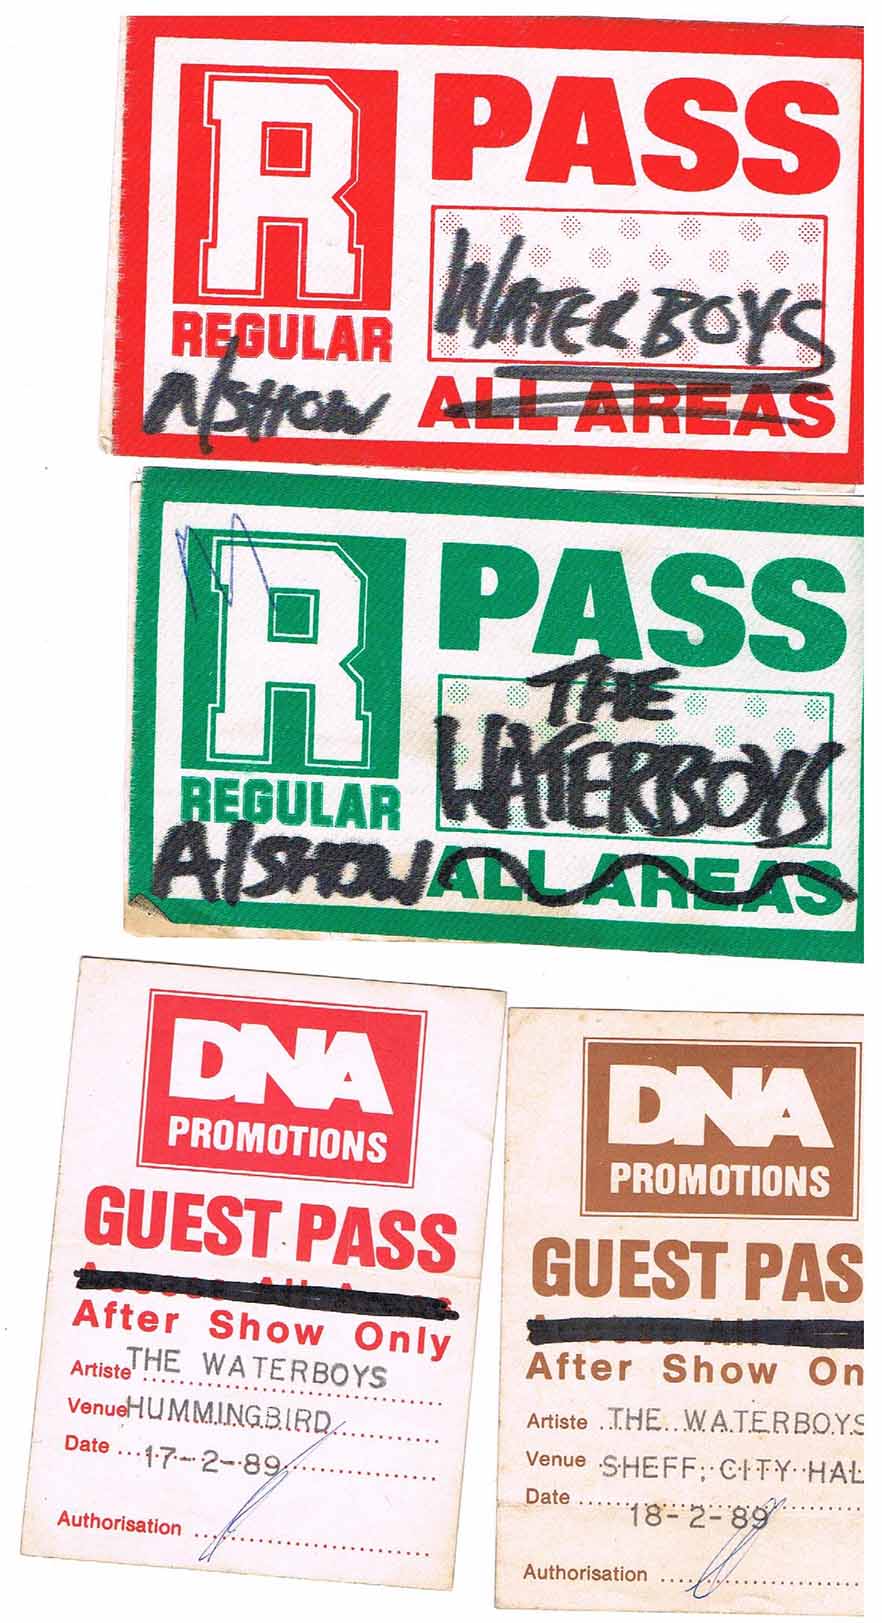 R
PASS
WATERBOYS
REGULAR
ALL AREAS
A/SHOW
R
PASS
THE
WATERBOYS
REGULAR
ALL AREAS
A/SHOW
DNA
PROMOTIONS
GUEST PASS
After Show Only
Artiste THE WATERBOYS
Venue HUMMINGBIRD
Date 17-2-89
Authorisation
DNA
PROMOTIONS
GUEST PAS
After Show On
Artiste THE WATERBOYS
Venue SHEFF, CITY HAL
Date
18-2-89
Authorisation